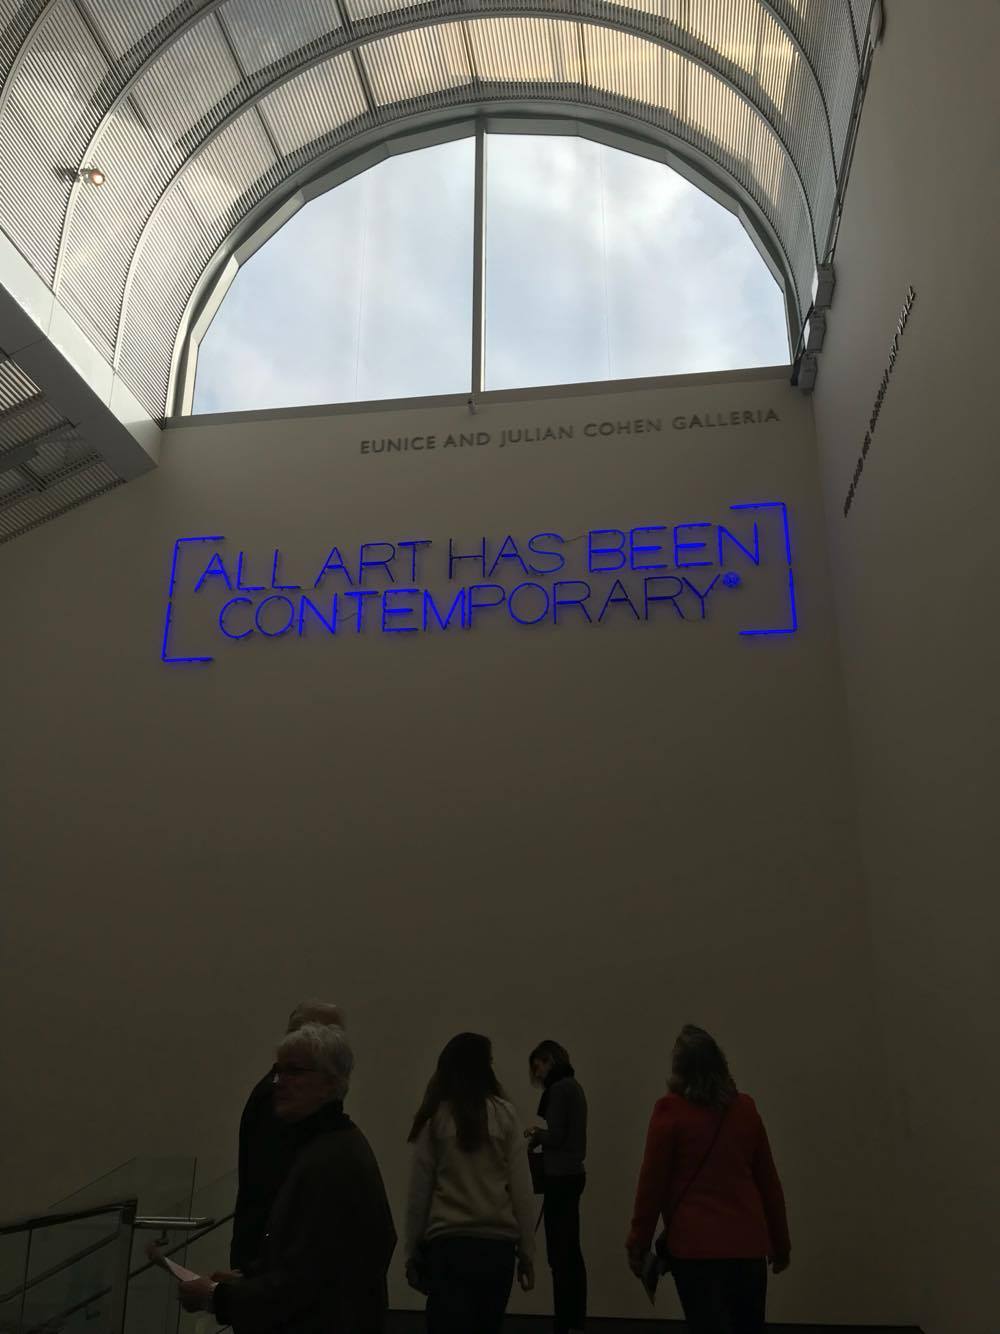 EUNICE AND JULIAN COHEN GALLERIA
ALL ART HAS BEEN
CONTEMPORARY®